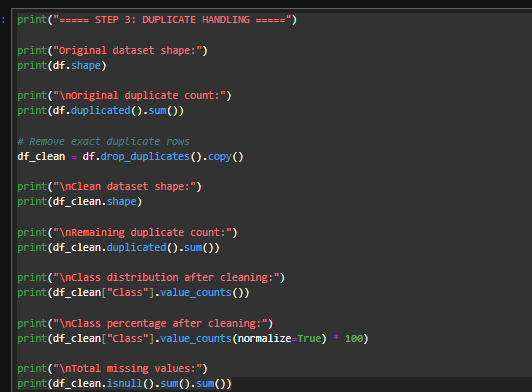 :
print("===== STEP 3: DUPLICATE HANDLING =====")
print("Original dataset shape:")
print(df.shape)
print("\nOriginal duplicate count:")
print(df.duplicated().sum())
# Remove exact duplicate rows
df_clean = df.drop_duplicates().copy()
print("\nClean dataset shape:")
print(df_clean.shape)
print("\nRemaining duplicate count:")
print(df_clean.duplicated().sum())
print("\nClass distribution after cleaning:")
print(df_clean["Class"].value_counts())
print("\nClass percentage after cleaning:")
print(df_clean["Class"].value_counts(normalize=True) * 100)
print("\nTotal missing values:")
print(df_clean.isnull().sum().sum())